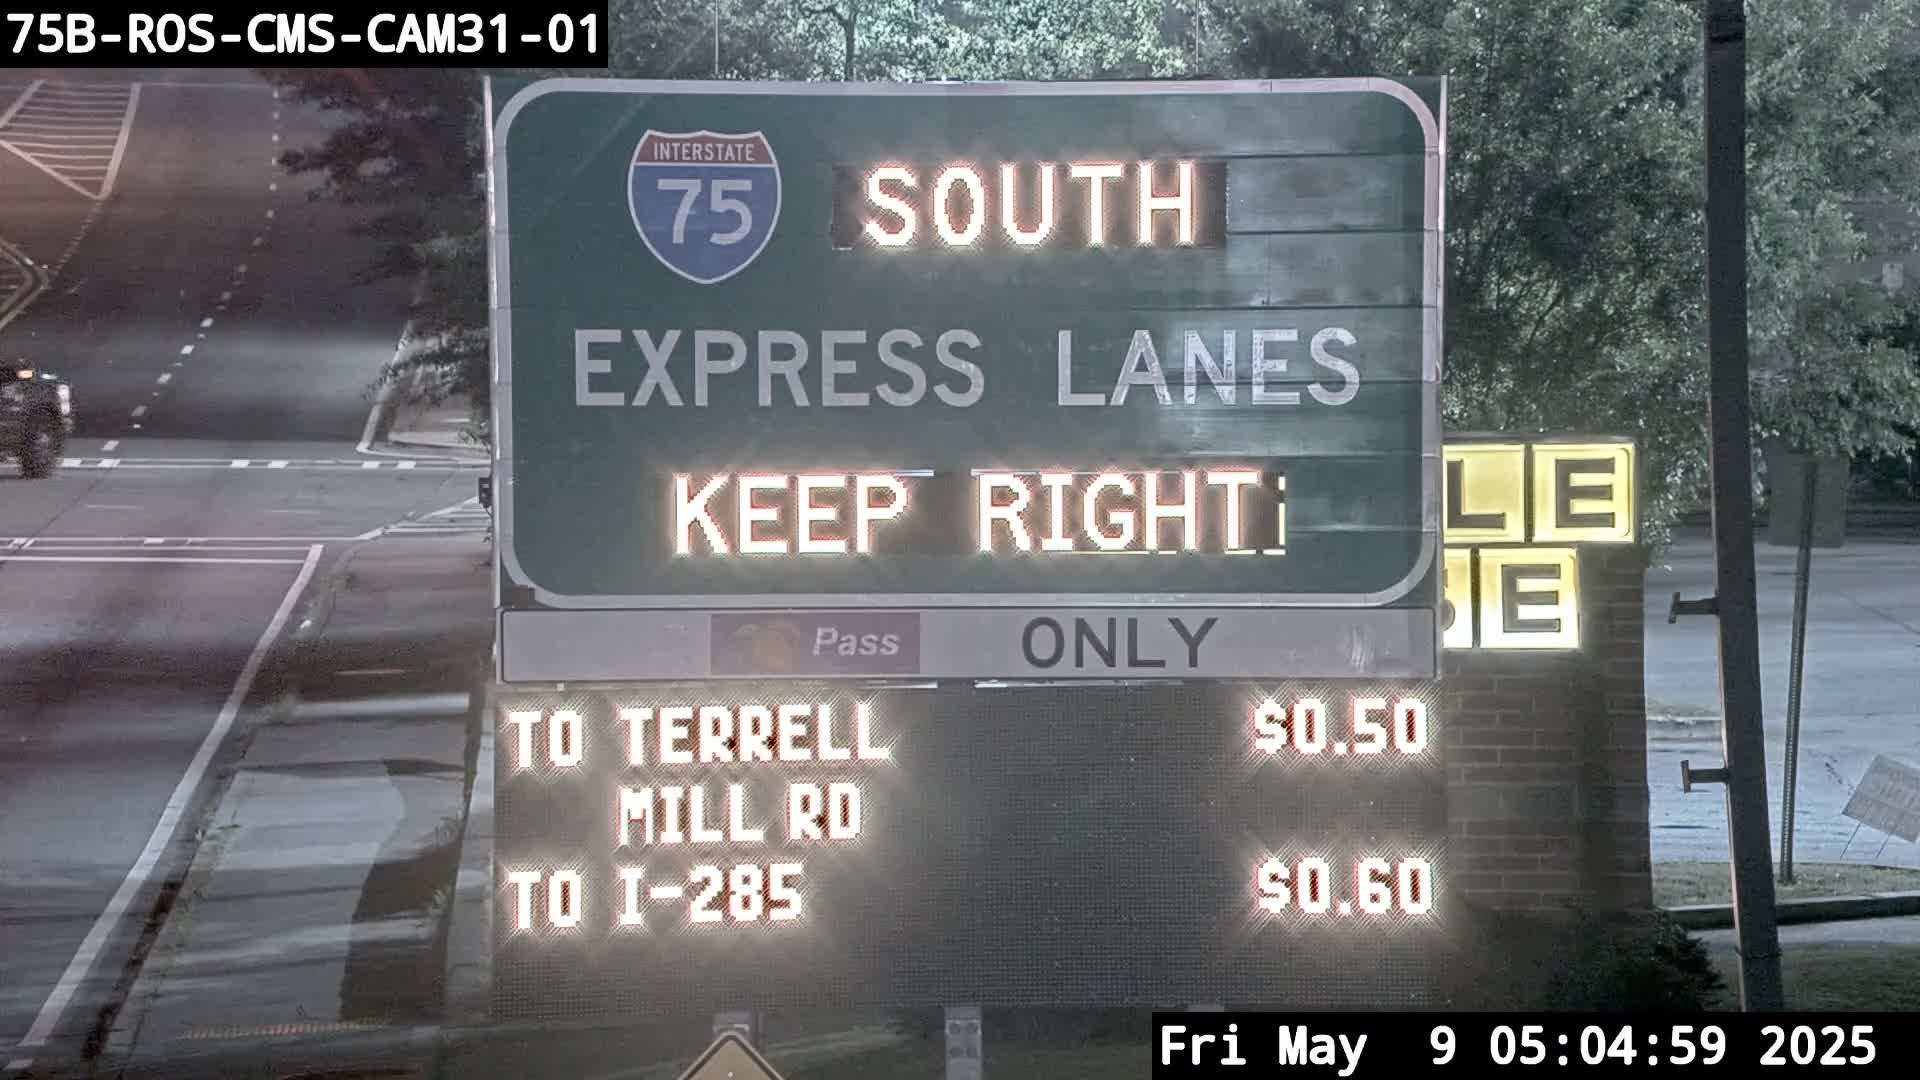 75B-ROS-CMS-CAM31-01
INTERSTATE
75
SOUTH
EXPRESS LANES
KEEP RIGHT
Pass
ONLY
TO TERRELL $0.50
MILL RD
TO I-285 $0.60
LE
E
Fri May 9 05:04:59 2025